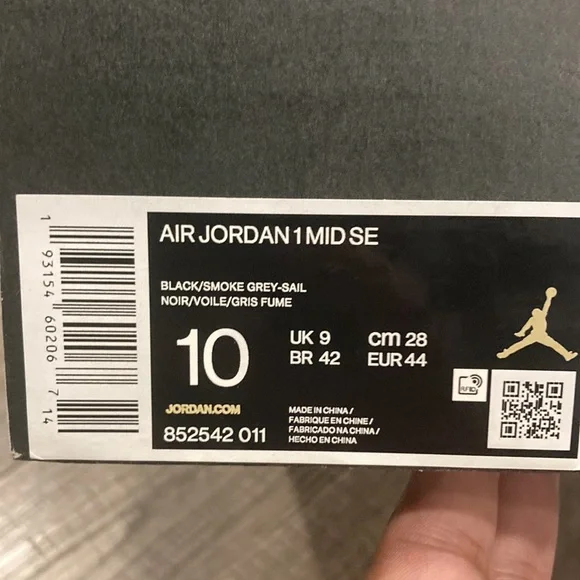 AIR JORDAN 1 MID SE
BLACK/SMOKE GREY-SAIL
NOIR/VOILE/GRIS FUME
10
UK 9
cm 28
BR 42
EUR 44
JORDAN.COM
852542 011
MADE IN CHINA /
FABRIQUE EN CHINE /
FABRICADO NA CHINA /
HECHO EN CHINA
RFID
1 93154 60206 7 14